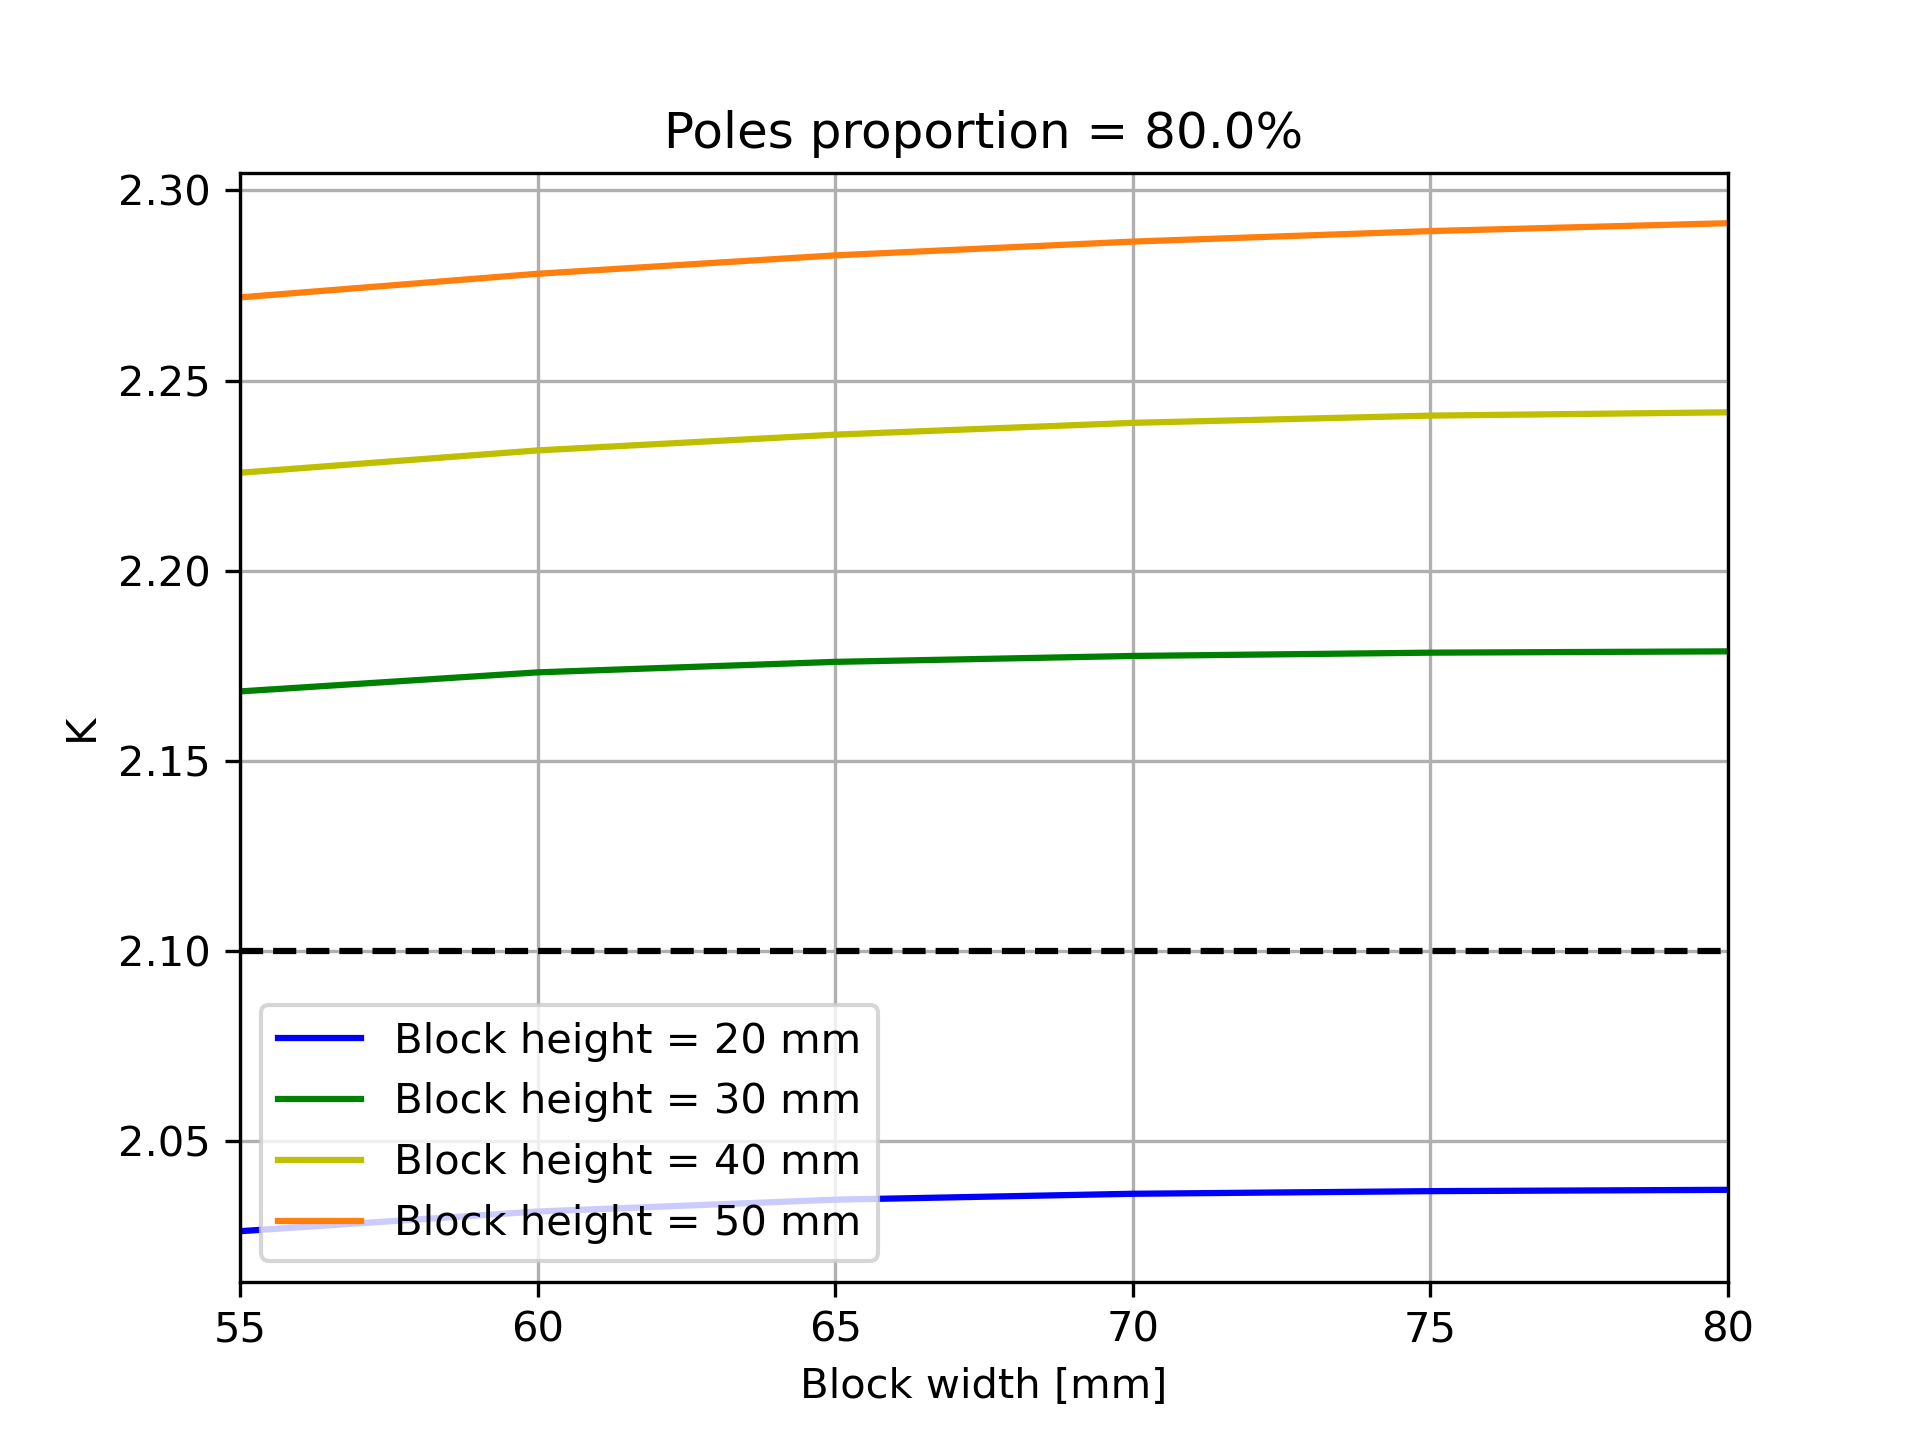 Poles proportion = 80.0%
2.30
2.25
2.20
2.15
2.10
2.05
K
Block height = 20 mm
Block height = 30 mm
Block height = 40 mm
Block height = 50 mm
55 60 65 70 75 80
Block width [mm]